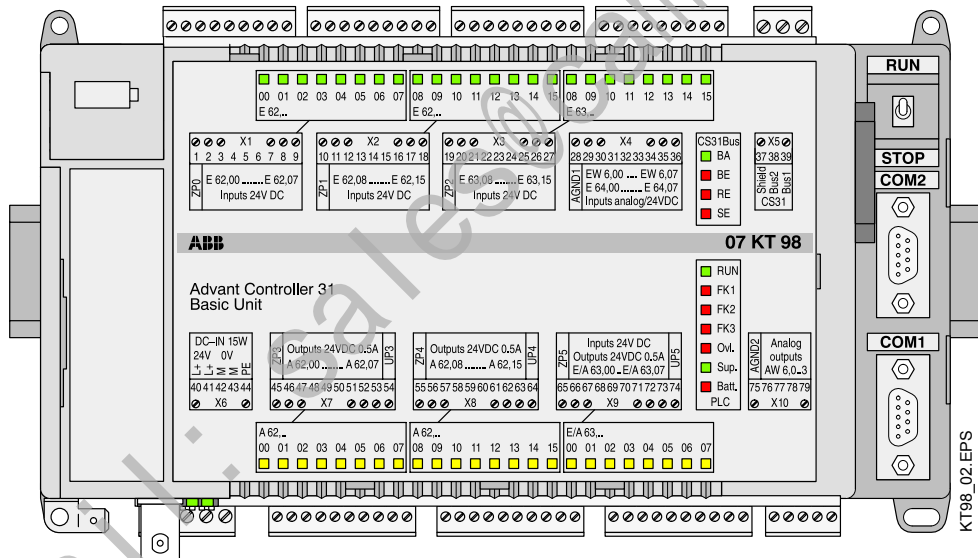 00 01 02 03 04 05 06 07
E 62,..
08 09 10 11 12 13 14 15
E 62,..
08 09 10 11 12 13 14 15
E 63,..
X1
1 2 3 4 5 6 7 8 9
ZP0
E 62,00 ....... E 62,07
Inputs 24V DC
X2
10 11 12 13 14 15 16 17 18
ZP1
E 62,08 ....... E 62,15
Inputs 24V DC
X3
19 20 21 22 23 24 25 26 27
ZP2
E 63,08 ....... E 63,15
Inputs 24V DC
X4
28 29 30 31 32 33 34 35 36
AGND1
EW 6,00 .... EW 6,07
E 64,00 ....... E 64,07
Inputs analog/24VDC
CS31Bus
BA
BE
RE
SE
X5
37 38 39
Shield
Bus2
Bus1
CS31
RUN
STOP
COM2
COM1
ABB
07 KT 98
Advant Controller 31
Basic Unit
RUN
FK1
FK2
FK3
Ovl.
Sup.
Batt.
PLC
DC–IN 15W
24V 0V
L+
L+
M
M
PE
40 41 42 43 44
X6
ZP3
Outputs 24VDC 0.5A
A 62,00 ....... A 62,07
UP3
45 46 47 48 49 50 51 52 53 54
X7
ZP4
Outputs 24VDC 0.5A
A 62,08 ....... A 62,15
UP4
55 56 57 58 59 60 61 62 63 64
X8
ZP5
Inputs 24V DC
Outputs 24VDC 0.5A
E/A 63,00 .. E/A 63,07
UP5
65 66 67 68 69 70 71 72 73 74
X9
AGND2
Analog
outputs
AW 6,0..3
75 76 77 78 79
X10
A 62,..
00 01 02 03 04 05 06 07
A 62,..
08 09 10 11 12 13 14 15
E/A 63,..
00 01 02 03 04 05 06 07
KT98_02.EPS